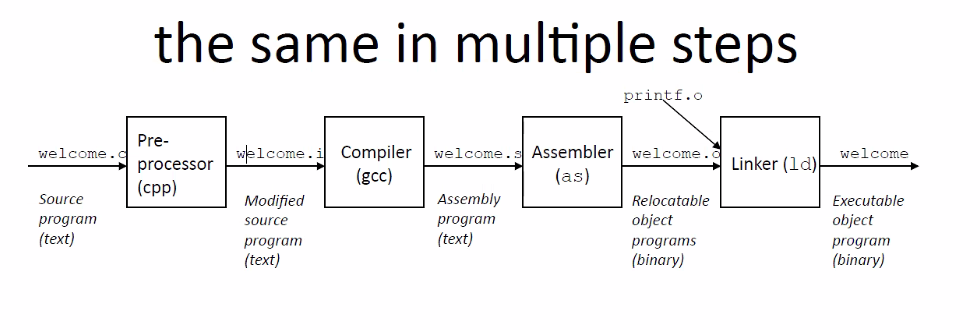 the same in multiple steps
printf.o
welcome.c
Pre-
processor
(cpp)
welcome.i
Compiler
(gcc)
welcome.s
Assembler
(as)
welcome.o
Linker (ld)
welcome
Source
program
(text)
Modified
source
program
(text)
Assembly
program
(text)
Relocatable
object
programs
(binary)
Executable
object
program
(binary)